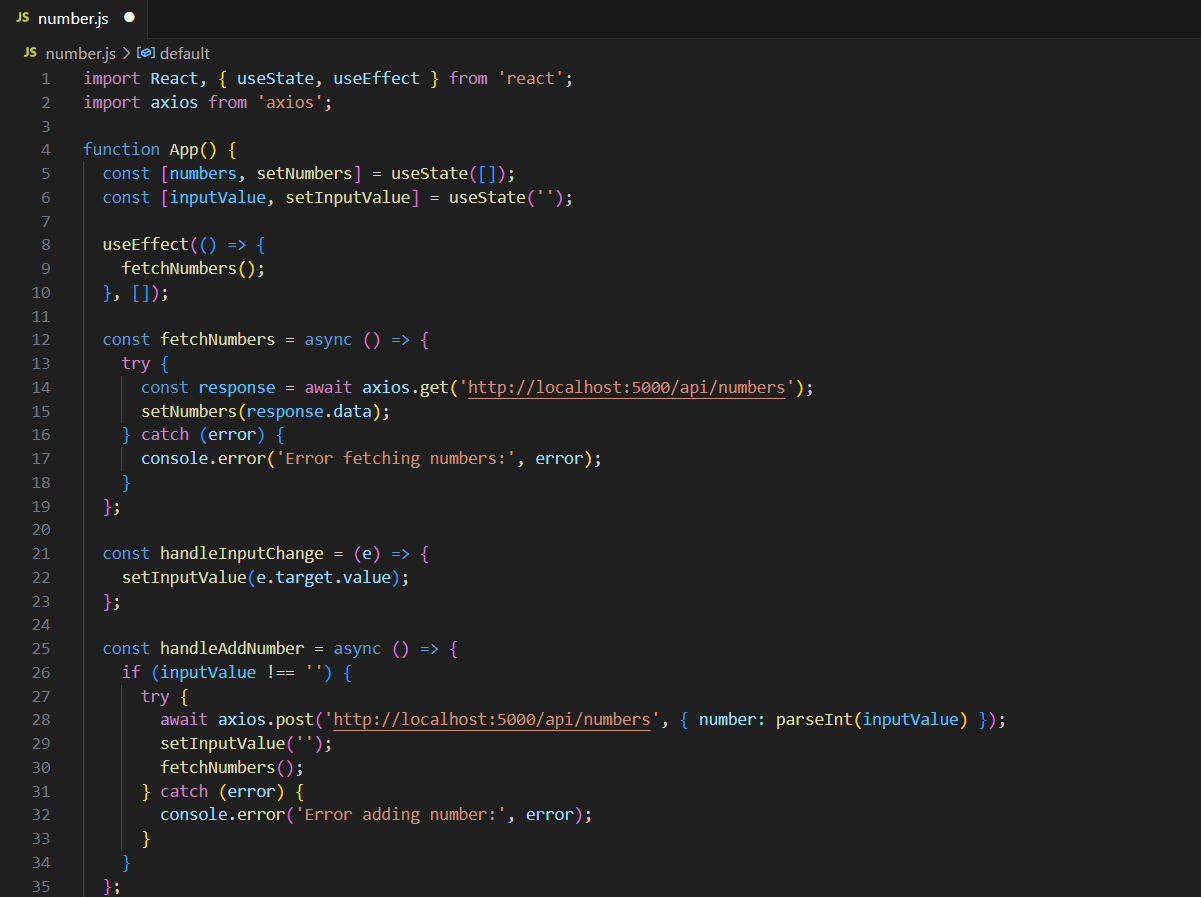 JS number.js
JS number.js > default
1 import React, { useState, useEffect } from 'react';
2 import axios from 'axios';
3
4 function App() {
5   const [numbers, setNumbers] = useState([]);
6   const [inputValue, setInputValue] = useState('');
7
8   useEffect(() => {
9     fetchNumbers();
10   }, []);
11
12   const fetchNumbers = async () => {
13     try {
14       const response = await axios.get('http://localhost:5000/api/numbers');
15       setNumbers(response.data);
16     } catch (error) {
17       console.error('Error fetching numbers:', error);
18     }
19   };
20
21   const handleInputChange = (e) => {
22     setInputValue(e.target.value);
23   };
24
25   const handleAddNumber = async () => {
26     if (inputValue !== '') {
27       try {
28         await axios.post('http://localhost:5000/api/numbers', { number: parseInt(inputValue) });
29         setInputValue('');
30         fetchNumbers();
31       } catch (error) {
32         console.error('Error adding number:', error);
33       }
34     }
35   };